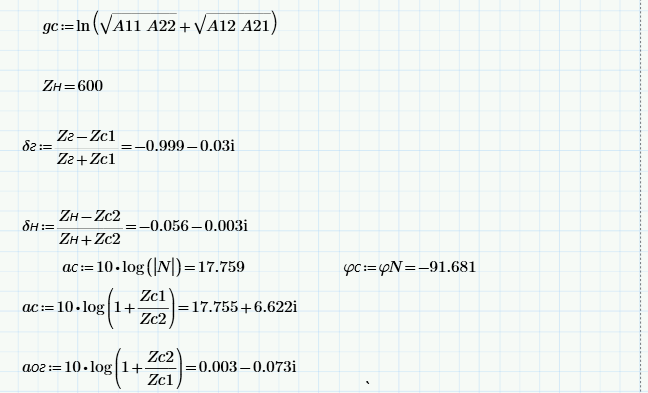 gc:=ln(√(A11 A22)+√(A12 A21))
Zн=600
δг:=(Zг−Zc1)/(Zг+Zc1)=−0.999−0.03i
δн:=(Zн−Zc2)/(Zн+Zc2)=−0.056−0.003i
ac:=10•log(|N|)=17.759 φc:=φN=−91.681
ac:=10•log(1+Zc1/Zc2)=17.755+6.622i
aог:=10•log(1+Zc2/Zc1)=0.003−0.073i